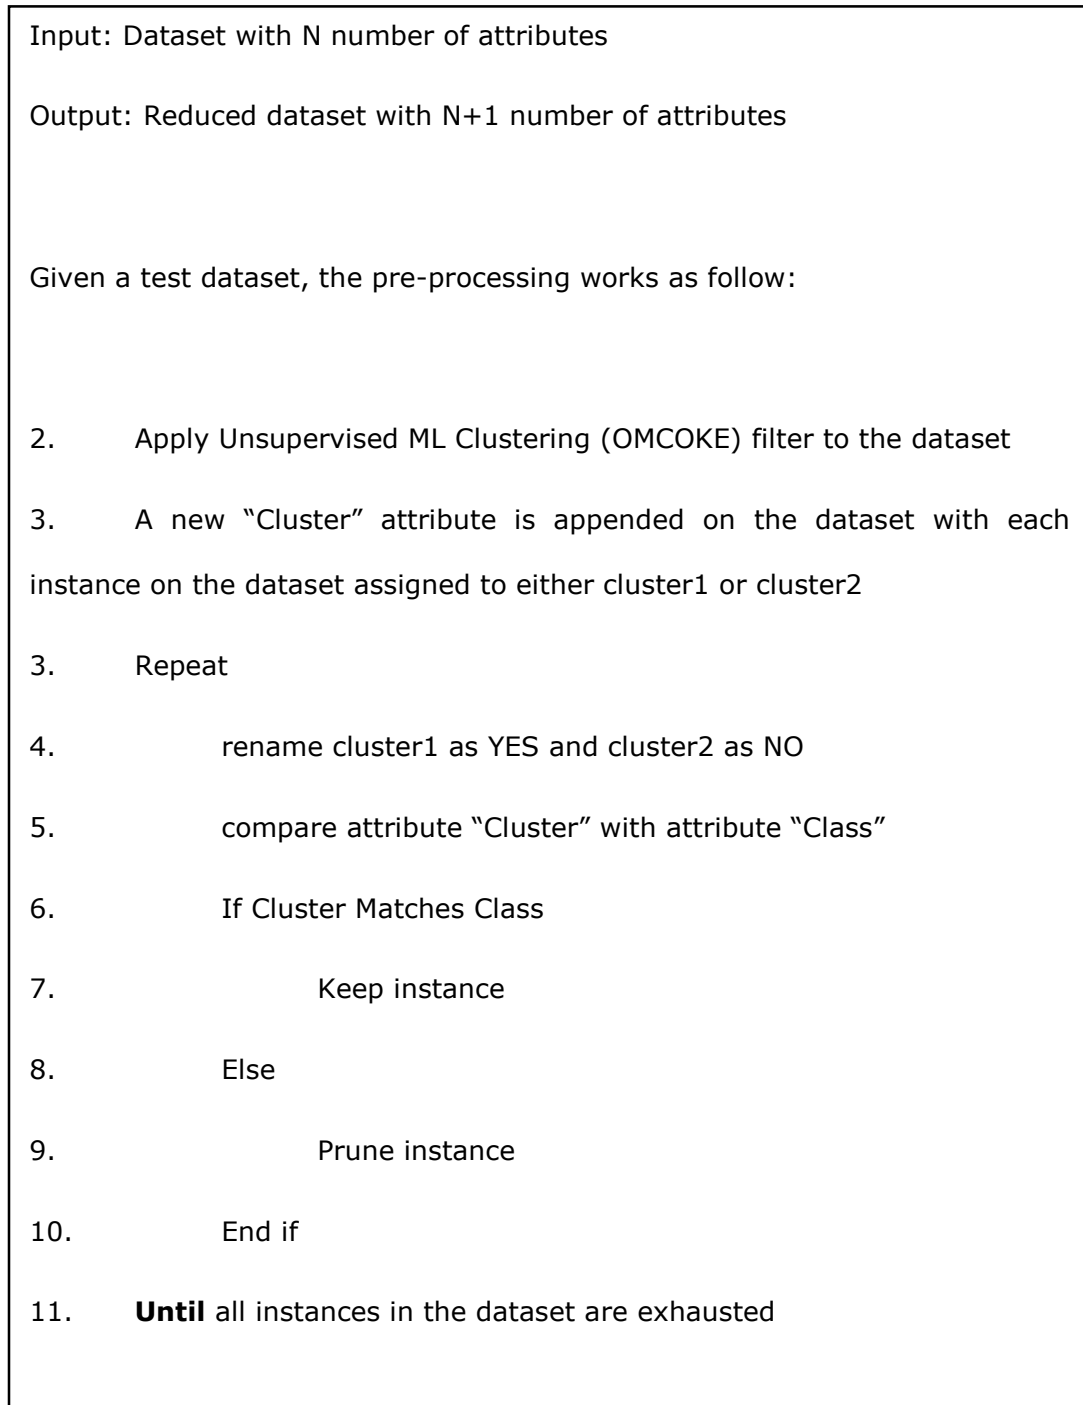 Input: Dataset with N number of attributes
Output: Reduced dataset with N+1 number of attributes
Given a test dataset, the pre-processing works as follow:
2. Apply Unsupervised ML Clustering (OMCOKE) filter to the dataset
3. A new “Cluster” attribute is appended on the dataset with each
instance on the dataset assigned to either cluster1 or cluster2
3. Repeat
4. rename cluster1 as YES and cluster2 as NO
5. compare attribute “Cluster” with attribute “Class”
6. If Cluster Matches Class
7. Keep instance
8. Else
9. Prune instance
10. End if
11. Until all instances in the dataset are exhausted